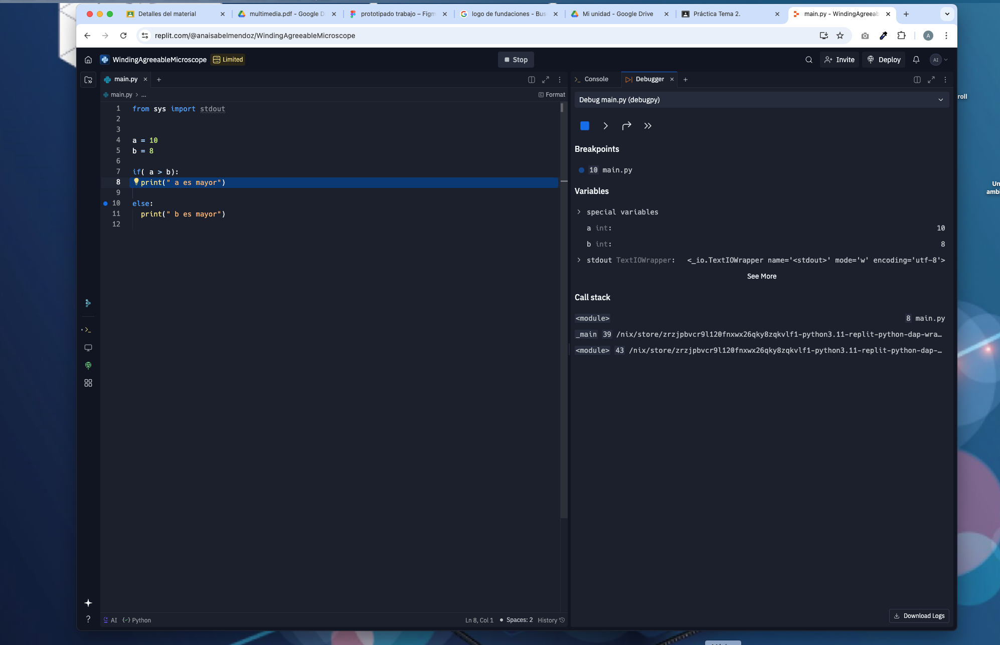 Detalles del material
multimedia.pdf - Google D
prototipado trabajo – Figm
logo de fundaciones - Bus
Mi unidad - Google Drive
Práctica Tema 2.
main.py - WindingAgreeab
replit.com/@anaisabelmendoz/WindingAgreeableMicroscope
A
WindingAgreeableMicroscope
Limited
Stop
Invite
Deploy
AI
main.py
main.py > ...
Format
1 from sys import stdout
2
3
4 a = 10
5 b = 8
6
7 if( a > b):
8 print(" a es mayor")
9
10 else:
11 print(" b es mayor")
12
AI
Python
Ln 8, Col 1
Spaces: 2
History
Console
Debugger
Debug main.py (debugpy)
Breakpoints
10 main.py
Variables
special variables
a int: 10
b int: 8
stdout TextIOWrapper: <_io.TextIOWrapper name='<stdout>' mode='w' encoding='utf-8'>
See More
Call stack
<module> 8 main.py
_main 39 /nix/store/zrzjpbvcr9l120fnxwx26qky8zqkvlf1-python3.11-replit-python-dap-wra…
<module> 43 /nix/store/zrzjpbvcr9l120fnxwx26qky8zqkvlf1-python3.11-replit-python-dap-…
Download Logs
roll
Un
ambi